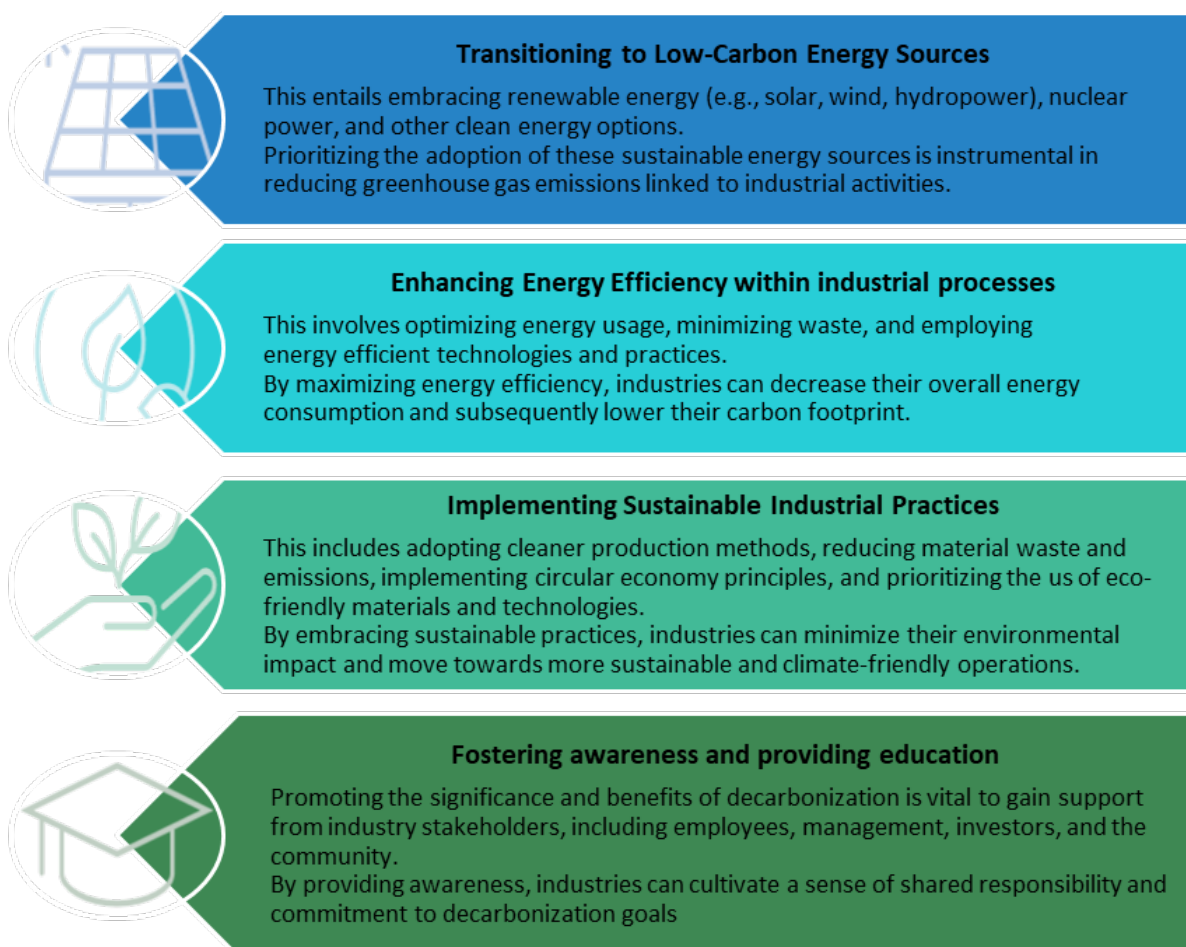 Transitioning to Low-Carbon Energy Sources
This entails embracing renewable energy (e.g., solar, wind, hydropower), nuclear
power, and other clean energy options.
Prioritizing the adoption of these sustainable energy sources is instrumental in
reducing greenhouse gas emissions linked to industrial activities.
Enhancing Energy Efficiency within industrial processes
This involves optimizing energy usage, minimizing waste, and employing
energy efficient technologies and practices.
By maximizing energy efficiency, industries can decrease their overall energy
consumption and subsequently lower their carbon footprint.
Implementing Sustainable Industrial Practices
This includes adopting cleaner production methods, reducing material waste and
emissions, implementing circular economy principles, and prioritizing the us of eco-
friendly materials and technologies.
By embracing sustainable practices, industries can minimize their environmental
impact and move towards more sustainable and climate-friendly operations.
Fostering awareness and providing education
Promoting the significance and benefits of decarbonization is vital to gain support
from industry stakeholders, including employees, management, investors, and the
community.
By providing awareness, industries can cultivate a sense of shared responsibility and
commitment to decarbonization goals